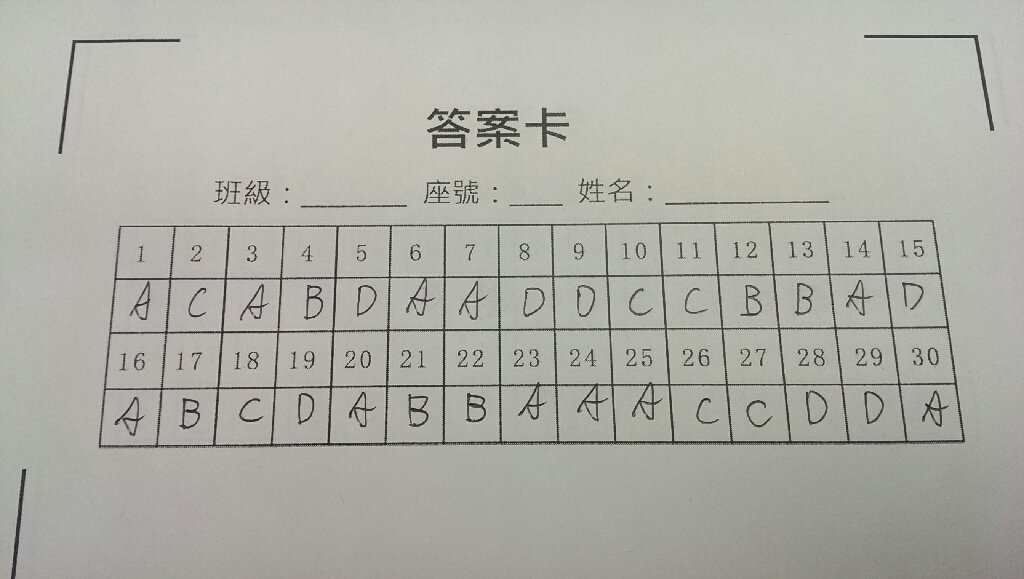 答案卡
班級：________ 座號：____ 姓名：____________
1 2 3 4 5 6 7 8 9 10 11 12 13 14 15
A C A B D A A D D C C B B A D
16 17 18 19 20 21 22 23 24 25 26 27 28 29 30
A B C D A B B A A A C C D D A